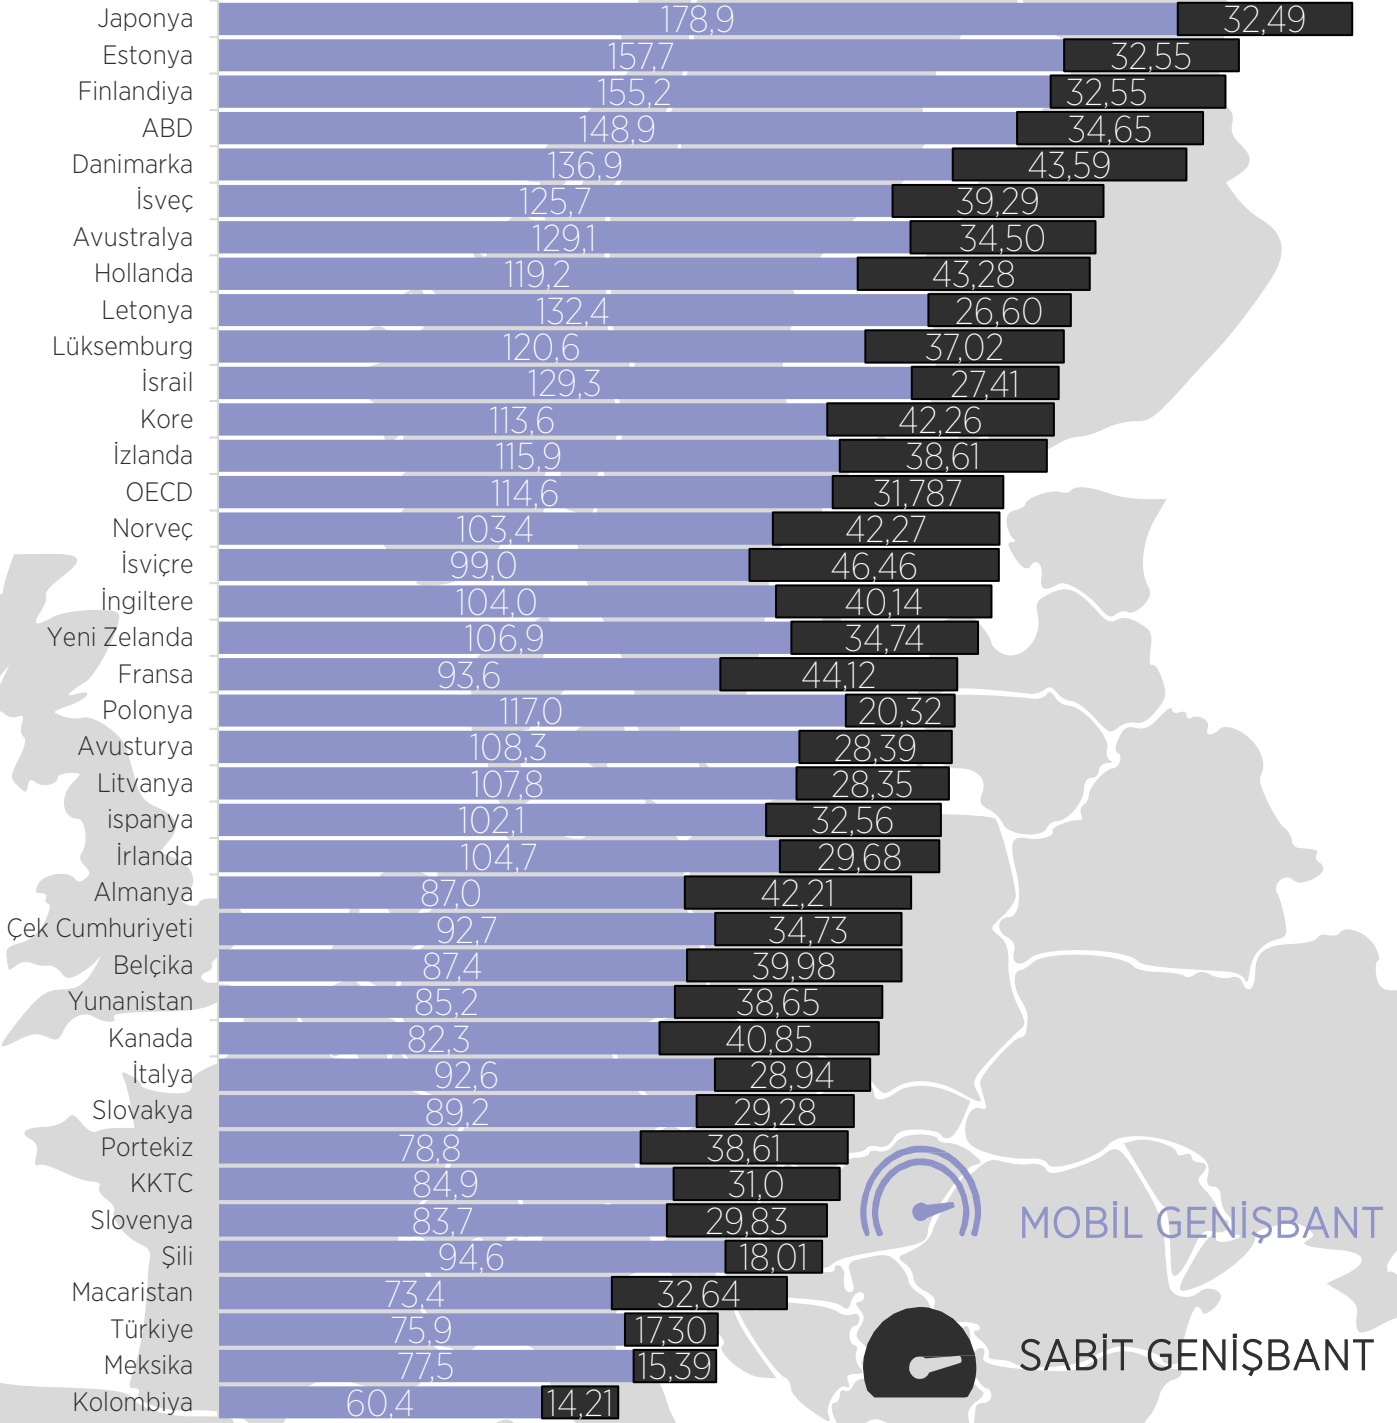 Japonya 178,9 32,49
Estonya 157,7 32,55
Finlandiya 155,2 32,55
ABD 148,9 34,65
Danimarka 136,9 43,59
İsveç 125,7 39,29
Avustralya 129,1 34,50
Hollanda 119,2 43,28
Letonya 132,4 26,60
Lüksemburg 120,6 37,02
İsrail 129,3 27,41
Kore 113,6 42,26
İzlanda 115,9 38,61
OECD 114,6 31,787
Norveç 103,4 42,27
İsviçre 99,0 46,46
İngiltere 104,0 40,14
Yeni Zelanda 106,9 34,74
Fransa 93,6 44,12
Polonya 117,0 20,32
Avusturya 108,3 28,39
Litvanya 107,8 28,35
ispanya 102,1 32,56
İrlanda 104,7 29,68
Almanya 87,0 42,21
Çek Cumhuriyeti 92,7 34,73
Belçika 87,4 39,98
Yunanistan 85,2 38,65
Kanada 82,3 40,85
İtalya 92,6 28,94
Slovakya 89,2 29,28
Portekiz 78,8 38,61
KKTC 84,9 31,0
Slovenya 83,7 29,83
MOBİL GENİŞBANT
Şili 94,6 18,01
Macaristan 73,4 32,64
Türkiye 75,9 17,30
SABİT GENİŞBANT
Meksika 77,5 15,39
Kolombiya 60,4 14,21